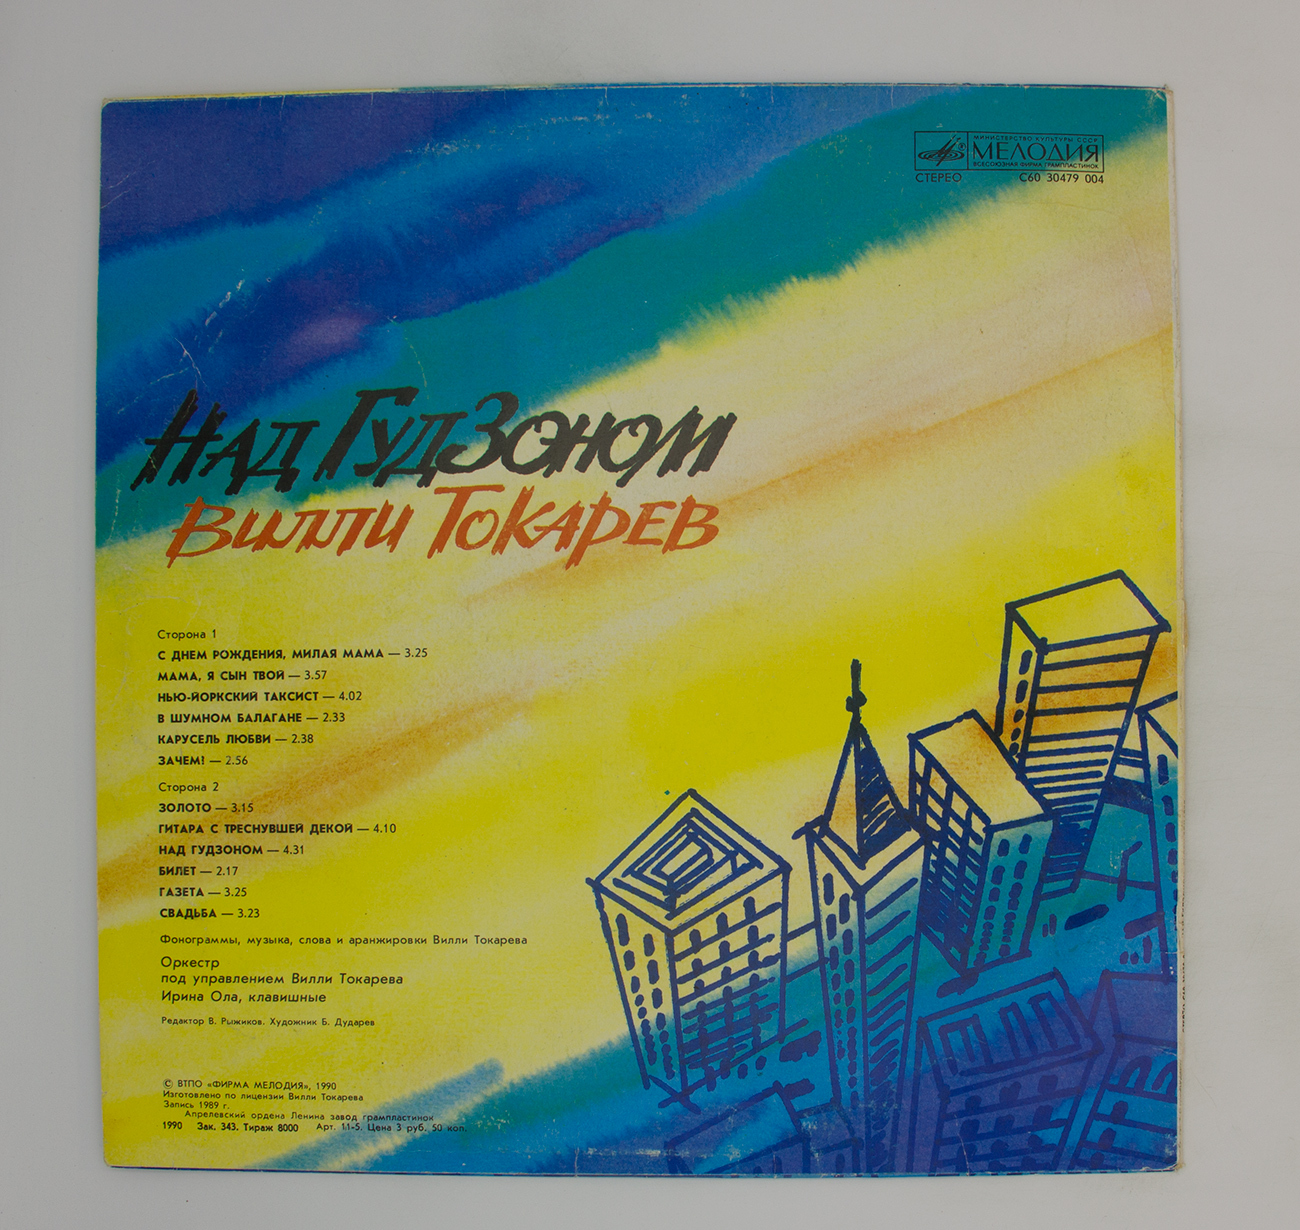 МИНИСТЕРСТВО КУЛЬТУРЫ СССР
МЕЛОДИЯ
ВСЕСОЮЗНАЯ ФИРМА ГРАМПЛАСТИНОК
СТЕРЕО С60 30479 004
НАД ГУДЗОНОМ
ВИЛЛИ ТОКАРЕВ
Сторона 1
С ДНЕМ РОЖДЕНИЯ, МИЛАЯ МАМА — 3.25
МАМА, Я СЫН ТВОЙ — 3.57
НЬЮ-ЙОРКСКИЙ ТАКСИСТ — 4.02
В ШУМНОМ БАЛАГАНЕ — 2.33
КАРУСЕЛЬ ЛЮБВИ — 2.38
ЗАЧЕМ? — 2.56
Сторона 2
ЗОЛОТО — 3.15
ГИТАРА С ТРЕСНУВШЕЙ ДЕКОЙ — 4.10
НАД ГУДЗОНОМ — 4.31
БИЛЕТ — 2.17
ГАЗЕТА — 3.25
СВАДЬБА — 3.23
Фонограммы, музыка, слова и аранжировки Вилли Токарева
Оркестр
под управлением Вилли Токарева
Ирина Ола, клавишные
Редактор В. Рыжиков. Художник Б. Дударев
© ВТПО «ФИРМА МЕЛОДИЯ», 1990
Изготовлено по лицензии Вилли Токарева
Запись 1989 г.
Апрелевский ордена Ленина завод грампластинок
1990 Зак. 343. Тираж 8000 Арт. 11-5. Цена 3 руб. 50 коп.